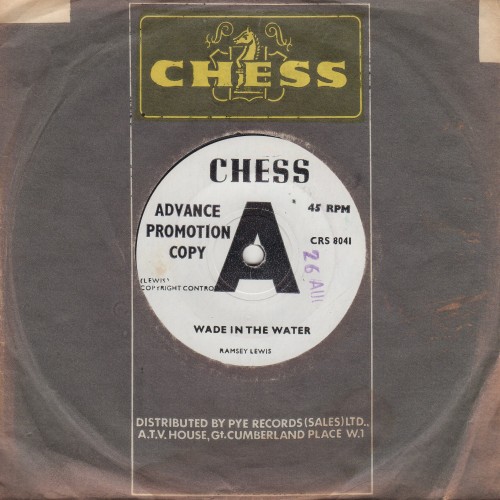 CHESS
CHESS
ADVANCE
PROMOTION
COPY
A
45 RPM
CRS 8041
(LEWIS)
COPYRIGHT CONTROL
26 AU
WADE IN THE WATER
RAMSEY LEWIS
DISTRIBUTED BY PYE RECORDS (SALES) LTD.,
A.T.V. HOUSE, Gt. CUMBERLAND PLACE W.1